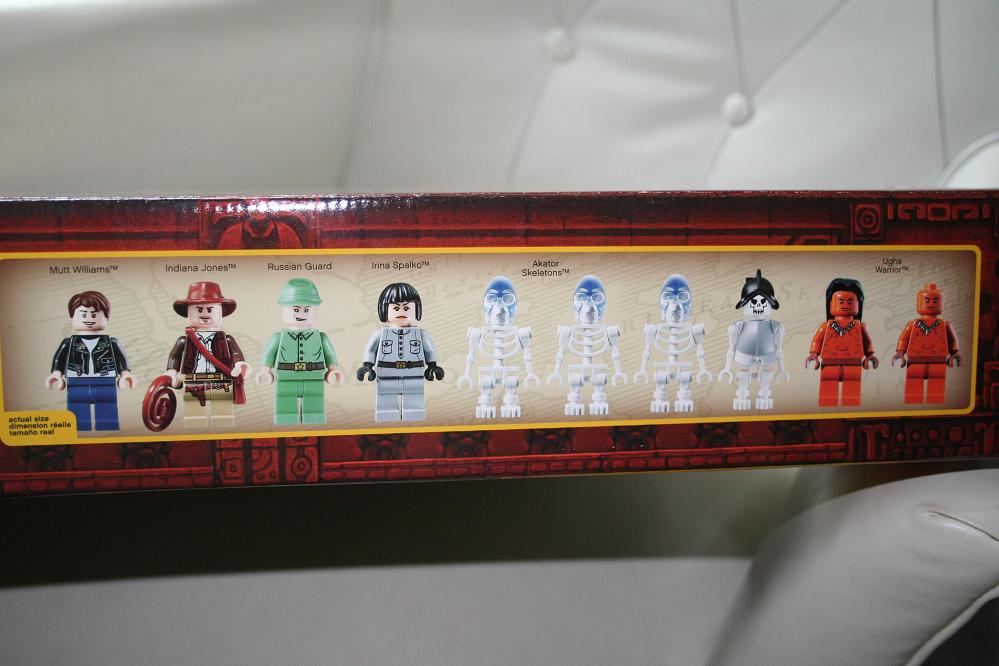 Mutt Williams™
Indiana Jones™
Russian Guard
Irina Spalko™
Akator
Skeletons™
Ugha
Warrior™
actual size
dimension réelle
tamaño real